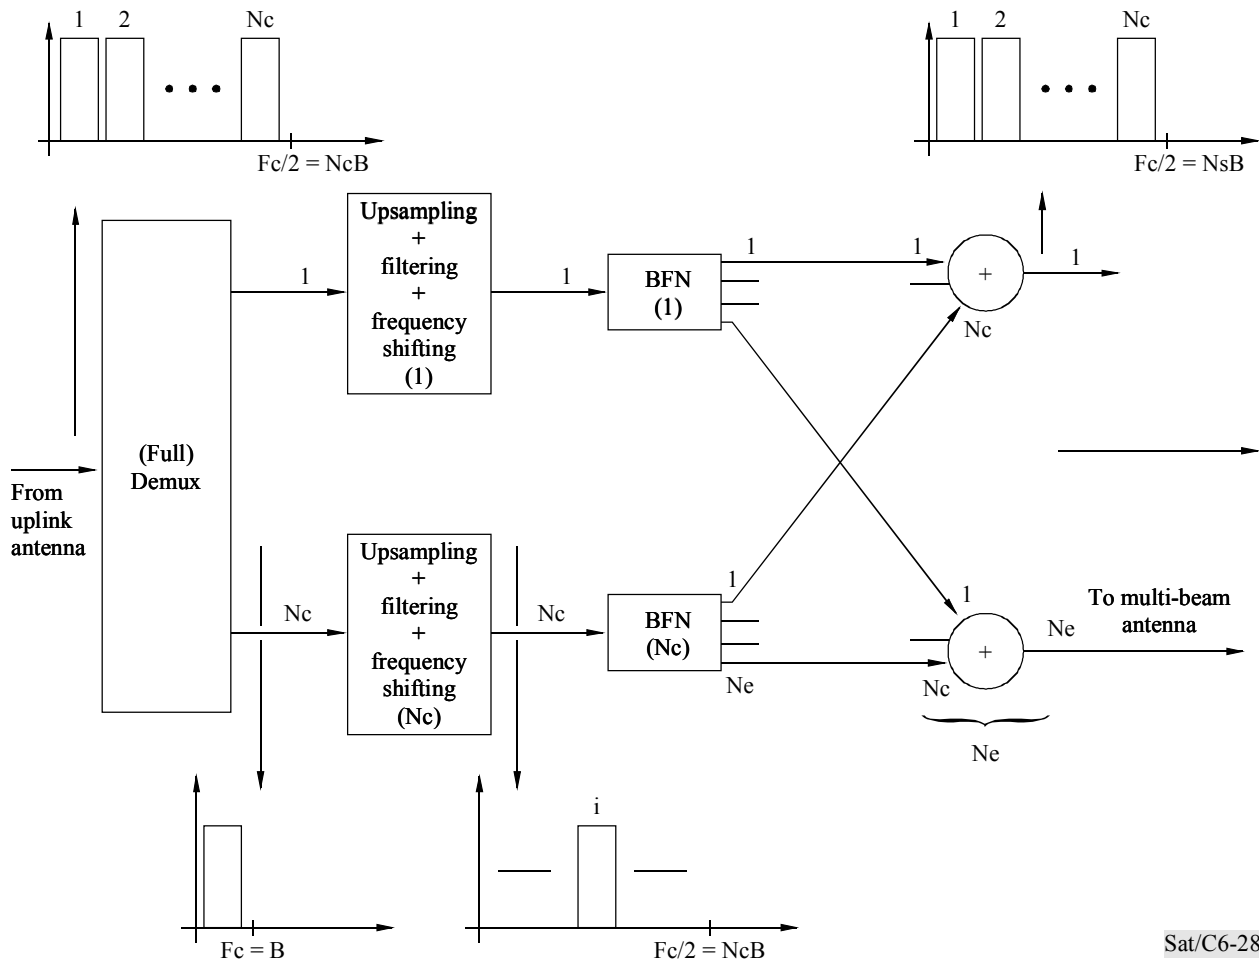 1
2
Nc
Fc/2 = NcB
1
2
Nc
Fc/2 = NsB
Upsampling
+
filtering
+
frequency
shifting
(1)
1
1
BFN
(1)
1
1
+
1
Nc
(Full)
Demux
From
uplink
antenna
Upsampling
+
filtering
+
frequency
shifting
(Nc)
Nc
Nc
BFN
(Nc)
1
Ne
1
+
Nc
Ne
To multi-beam
antenna
Ne
Fc = B
i
Fc/2 = NcB
Sat/C6-28